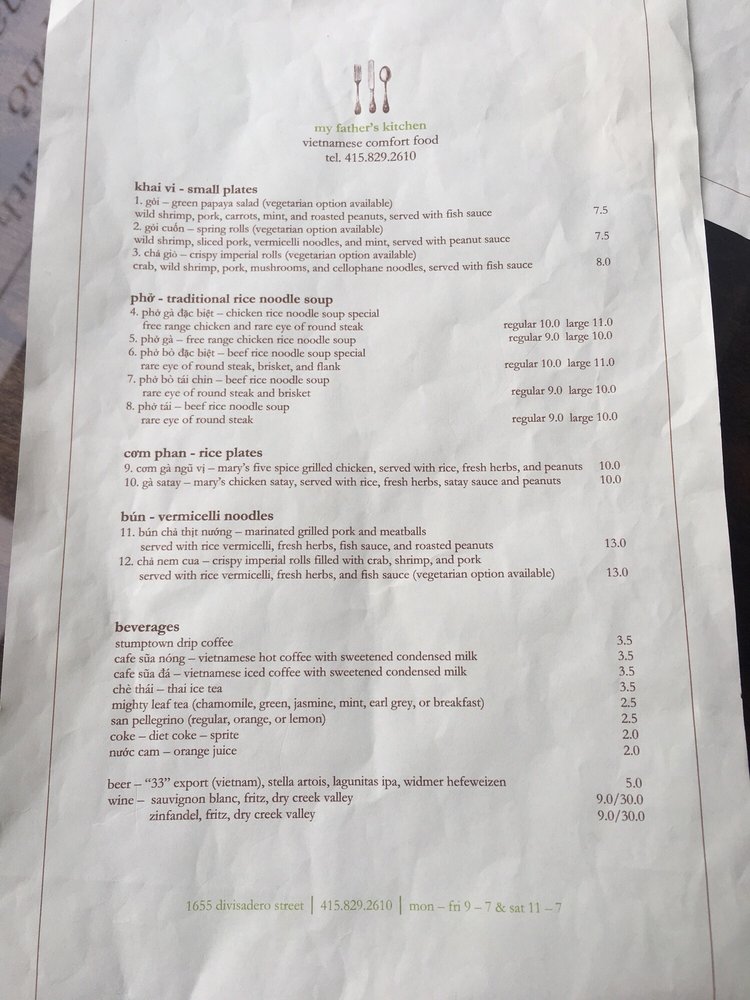 my father's kitchen
vietnamese comfort food
tel. 415.829.2610
khai vi - small plates
1. gỏi – green papaya salad (vegetarian option available)
wild shrimp, pork, carrots, mint, and roasted peanuts, served with fish sauce 7.5
2. gỏi cuốn – spring rolls (vegetarian option available)
wild shrimp, sliced pork, vermicelli noodles, and mint, served with peanut sauce 7.5
3. chả giò – crispy imperial rolls (vegetarian option available)
crab, wild shrimp, pork, mushrooms, and cellophane noodles, served with fish sauce 8.0
phở - traditional rice noodle soup
4. phở gà đặc biệt – chicken rice noodle soup special
free range chicken and rare eye of round steak regular 10.0 large 11.0
5. phở gà – free range chicken rice noodle soup regular 9.0 large 10.0
6. phở bò đặc biệt – beef rice noodle soup special
rare eye of round steak, brisket, and flank regular 10.0 large 11.0
7. phở bò tái chin – beef rice noodle soup
rare eye of round steak and brisket regular 9.0 large 10.0
8. phở tái – beef rice noodle soup
rare eye of round steak regular 9.0 large 10.0
cơm phan - rice plates
9. cơm gà ngũ vị – mary's five spice grilled chicken, served with rice, fresh herbs, and peanuts 10.0
10. gà satay – mary's chicken satay, served with rice, fresh herbs, satay sauce and peanuts 10.0
bún - vermicelli noodles
11. bún chả thịt nướng – marinated grilled pork and meatballs
served with rice vermicelli, fresh herbs, fish sauce, and roasted peanuts 13.0
12. chả nem cua – crispy imperial rolls filled with crab, shrimp, and pork
served with rice vermicelli, fresh herbs, and fish sauce (vegetarian option available) 13.0
beverages
stumptown drip coffee 3.5
cafe sữa nóng – vietnamese hot coffee with sweetened condensed milk 3.5
cafe sữa đá – vietnamese iced coffee with sweetened condensed milk 3.5
chè thái – thai ice tea 3.5
mighty leaf tea (chamomile, green, jasmine, mint, earl grey, or breakfast) 2.5
san pellegrino (regular, orange, or lemon) 2.5
coke – diet coke – sprite 2.0
nước cam – orange juice 2.0
beer – "33" export (vietnam), stella artois, lagunitas ipa, widmer hefeweizen 5.0
wine – sauvignon blanc, fritz, dry creek valley 9.0/30.0
zinfandel, fritz, dry creek valley 9.0/30.0
1655 divisadero street | 415.829.2610 | mon – fri 9 – 7 & sat 11 – 7